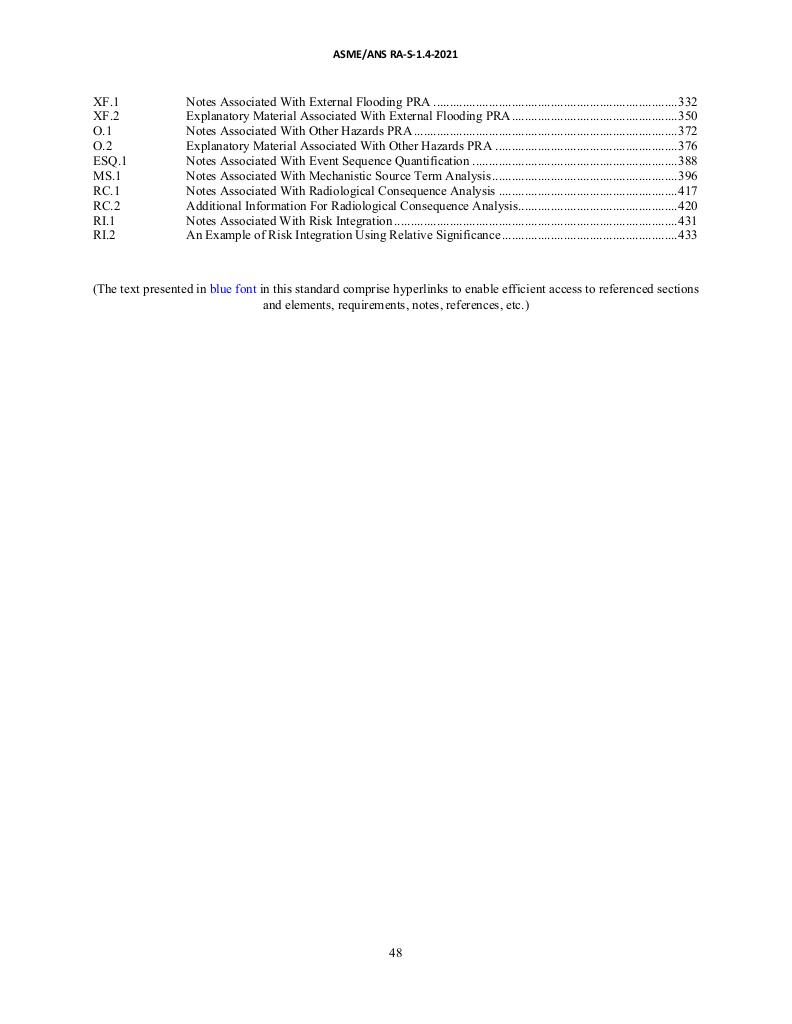 ASME/ANS RA-S-1.4-2021
XF.1 Notes Associated With External Flooding PRA ...........................................................................332
XF.2 Explanatory Material Associated With External Flooding PRA ...................................................350
O.1 Notes Associated With Other Hazards PRA .................................................................................372
O.2 Explanatory Material Associated With Other Hazards PRA ........................................................376
ESQ.1 Notes Associated With Event Sequence Quantification ...............................................................388
MS.1 Notes Associated With Mechanistic Source Term Analysis.........................................................396
RC.1 Notes Associated With Radiological Consequence Analysis .......................................................417
RC.2 Additional Information For Radiological Consequence Analysis.................................................420
RI.1 Notes Associated With Risk Integration .......................................................................................431
RI.2 An Example of Risk Integration Using Relative Significance......................................................433
(The text presented in blue font in this standard comprise hyperlinks to enable efficient access to referenced sections
and elements, requirements, notes, references, etc.)
48